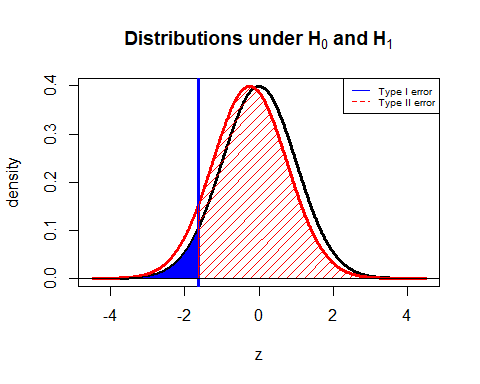 Distributions under H₀ and H₁
density
0.0 0.1 0.2 0.3 0.4
Type I error
Type II error
-4 -2 0 2 4
z